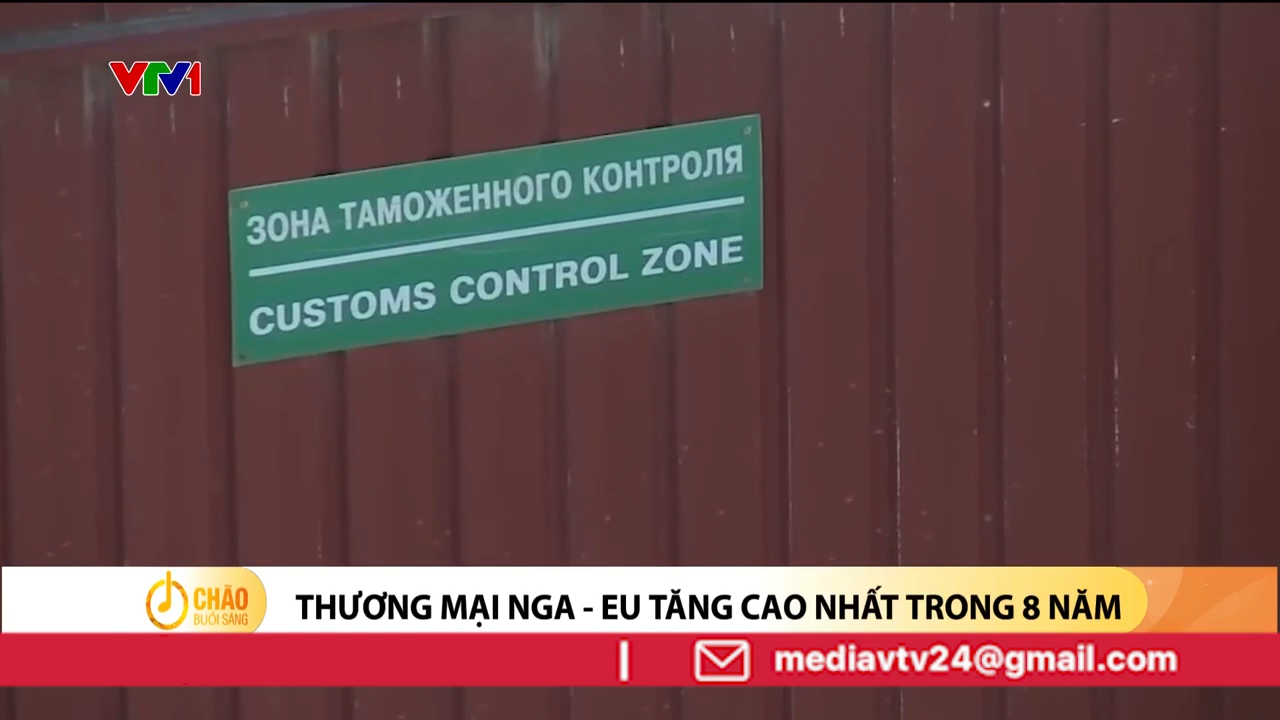 VTV1
ЗОНА ТАМОЖЕННОГО КОНТРОЛЯ
CUSTOMS CONTROL ZONE
CHÀO
BUỔI SÁNG
THƯƠNG MẠI NGA - EU TĂNG CAO NHẤT TRONG 8 NĂM
| mediavtv24@gmail.com